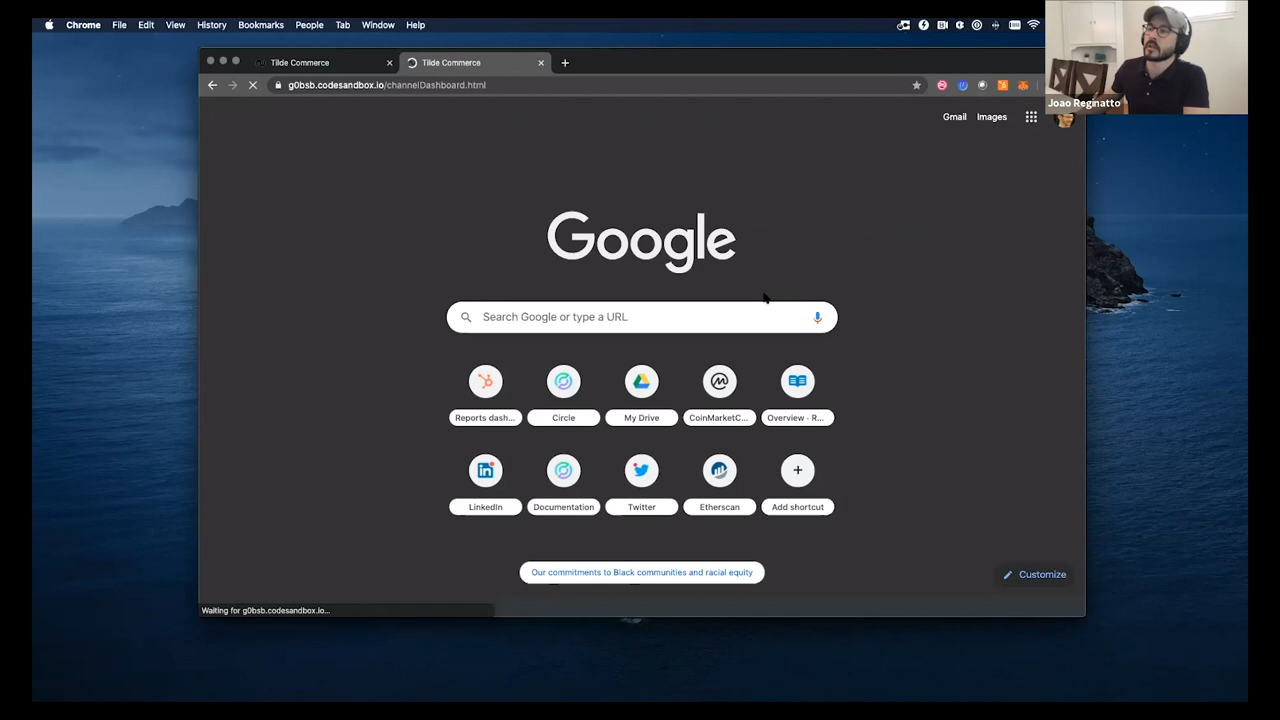 Chrome File Edit View History Bookmarks People Tab Window Help
Tilde Commerce Tilde Commerce
g0bsb.codesandbox.io/channelDashboard.html
Joao Reginatto
Gmail Images
Google
Search Google or type a URL
Reports dash... Circle My Drive CoinMarketC... Overview - R...
LinkedIn Documentation Twitter Etherscan Add shortcut
Our commitments to Black communities and racial equity
Customize
Waiting for g0bsb.codesandbox.io...